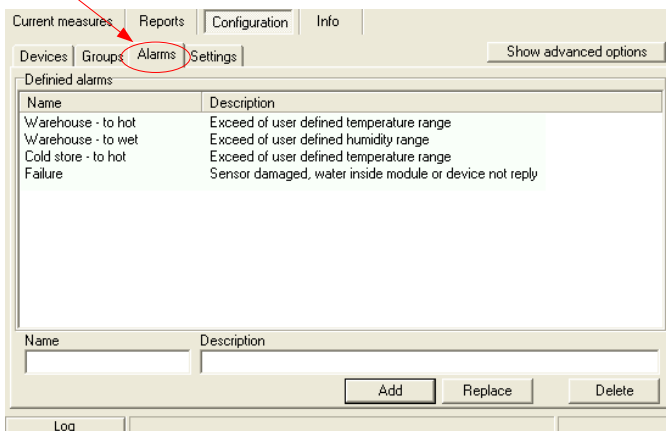 Current measures Reports Configuration Info
Devices Groups Alarms Settings Show advanced options
Definied alarms
Name Description
Warehouse - to hot Exceed of user defined temperature range
Warehouse - to wet Exceed of user defined humidity range
Cold store - to hot Exceed of user defined temperature range
Failure Sensor damaged, water inside module or device not reply
Name Description
Add Replace Delete
Log